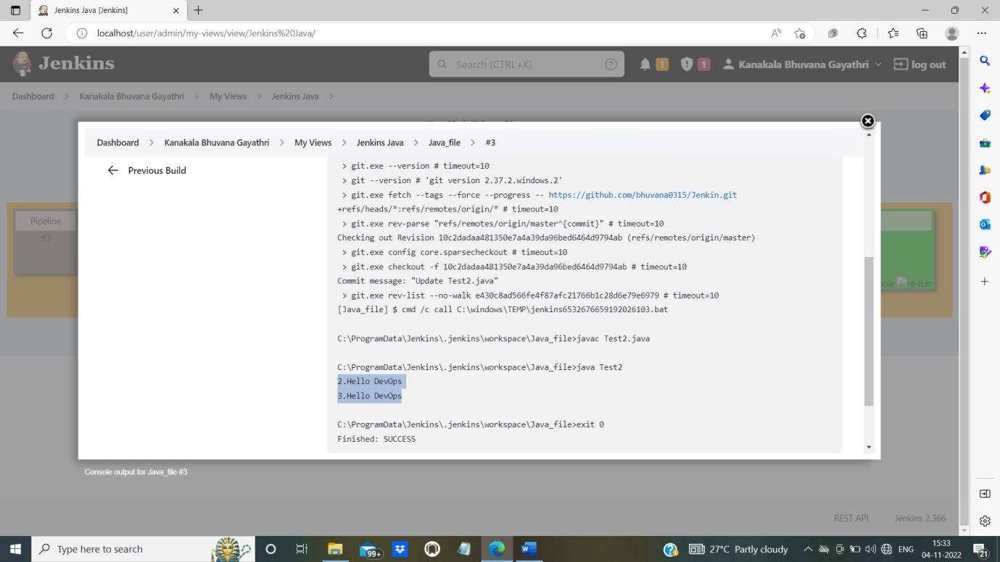 Jenkins Java [Jenkins]
localhost/user/admin/my-views/view/Jenkins%20Java/
Jenkins
Search (CTRL+K)
1
1
Kanakala Bhuvana Gayathri
log out
Dashboard > Kanakala Bhuvana Gayathri > My Views > Jenkins Java >
Dashboard > Kanakala Bhuvana Gayathri > My Views > Jenkins Java > Java_file > #3
Previous Build
> git.exe --version # timeout=10
> git --version # 'git version 2.37.2.windows.2'
> git.exe fetch --tags --force --progress -- https://github.com/bhuvana0315/Jenkin.git
+refs/heads/*:refs/remotes/origin/* # timeout=10
> git.exe rev-parse "refs/remotes/origin/master^{commit}" # timeout=10
Checking out Revision 10c2dadaa481350e7a4a39da96bed6464d9794ab (refs/remotes/origin/master)
> git.exe config core.sparsecheckout # timeout=10
> git.exe checkout -f 10c2dadaa481350e7a4a39da96bed6464d9794ab # timeout=10
Commit message: "Update Test2.java"
> git.exe rev-list --no-walk e430c8ad566fe4f87afc21766b1c28d6e79e6979 # timeout=10
[Java_file] $ cmd /c call C:\windows\TEMP\jenkins6532676659192026103.bat
C:\ProgramData\Jenkins\.jenkins\workspace\Java_file>javac Test2.java
C:\ProgramData\Jenkins\.jenkins\workspace\Java_file>java Test2
2.Hello DevOps
3.Hello DevOps
C:\ProgramData\Jenkins\.jenkins\workspace\Java_file>exit 0
Finished: SUCCESS
Pipeline
#3
re-run
Console output for Java_file #3
REST API
Jenkins 2.366
Type here to search
99+
27°C Partly cloudy
ENG
15:33
04-11-2022
21